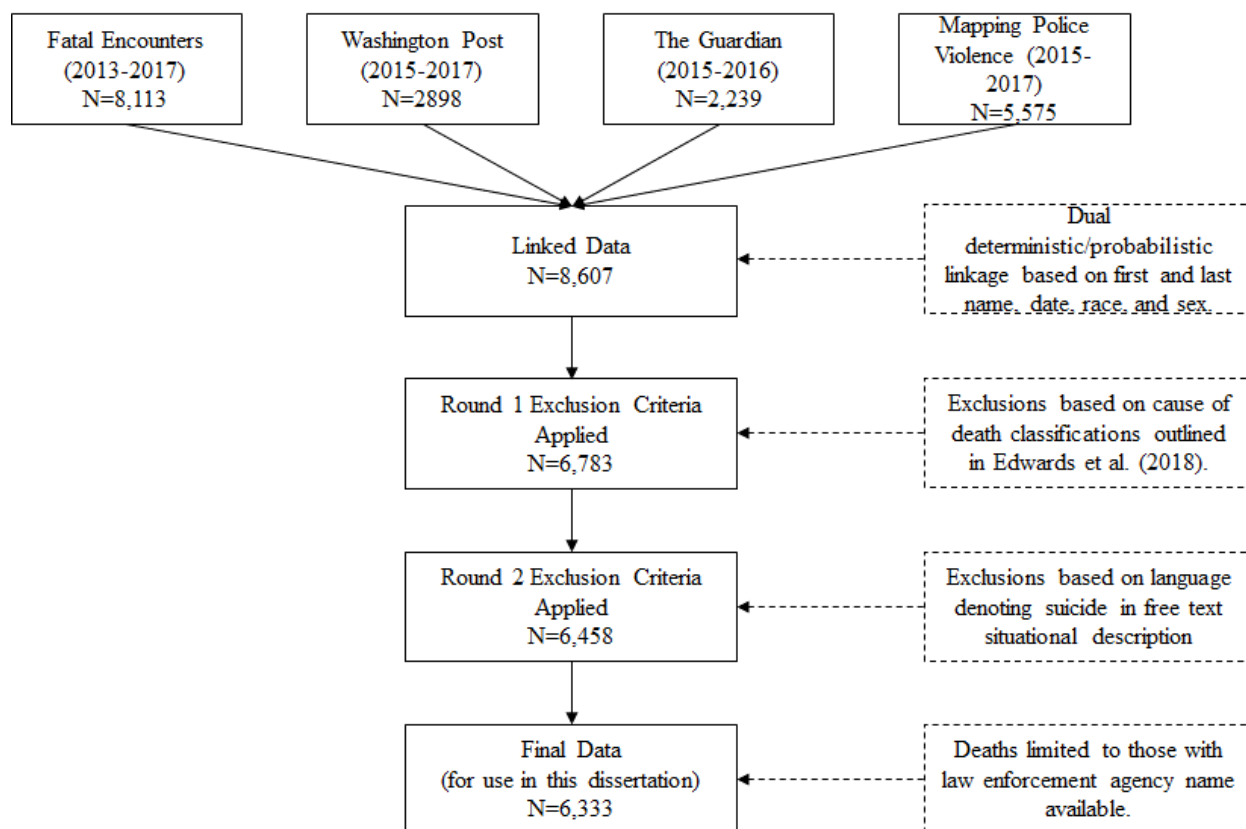 Fatal Encounters
(2013-2017)
N=8,113
Washington Post
(2015-2017)
N=2898
The Guardian
(2015-2016)
N=2,239
Mapping Police
Violence (2015-
2017)
N=5,575
Linked Data
N=8,607
Dual
deterministic/probabilistic
linkage based on first and last
name, date, race, and sex.
Round 1 Exclusion Criteria
Applied
N=6,783
Exclusions based on cause of
death classifications outlined
in Edwards et al. (2018).
Round 2 Exclusion Criteria
Applied
N=6,458
Exclusions based on language
denoting suicide in free text
situational description
Final Data
(for use in this dissertation)
N=6,333
Deaths limited to those with
law enforcement agency name
available.